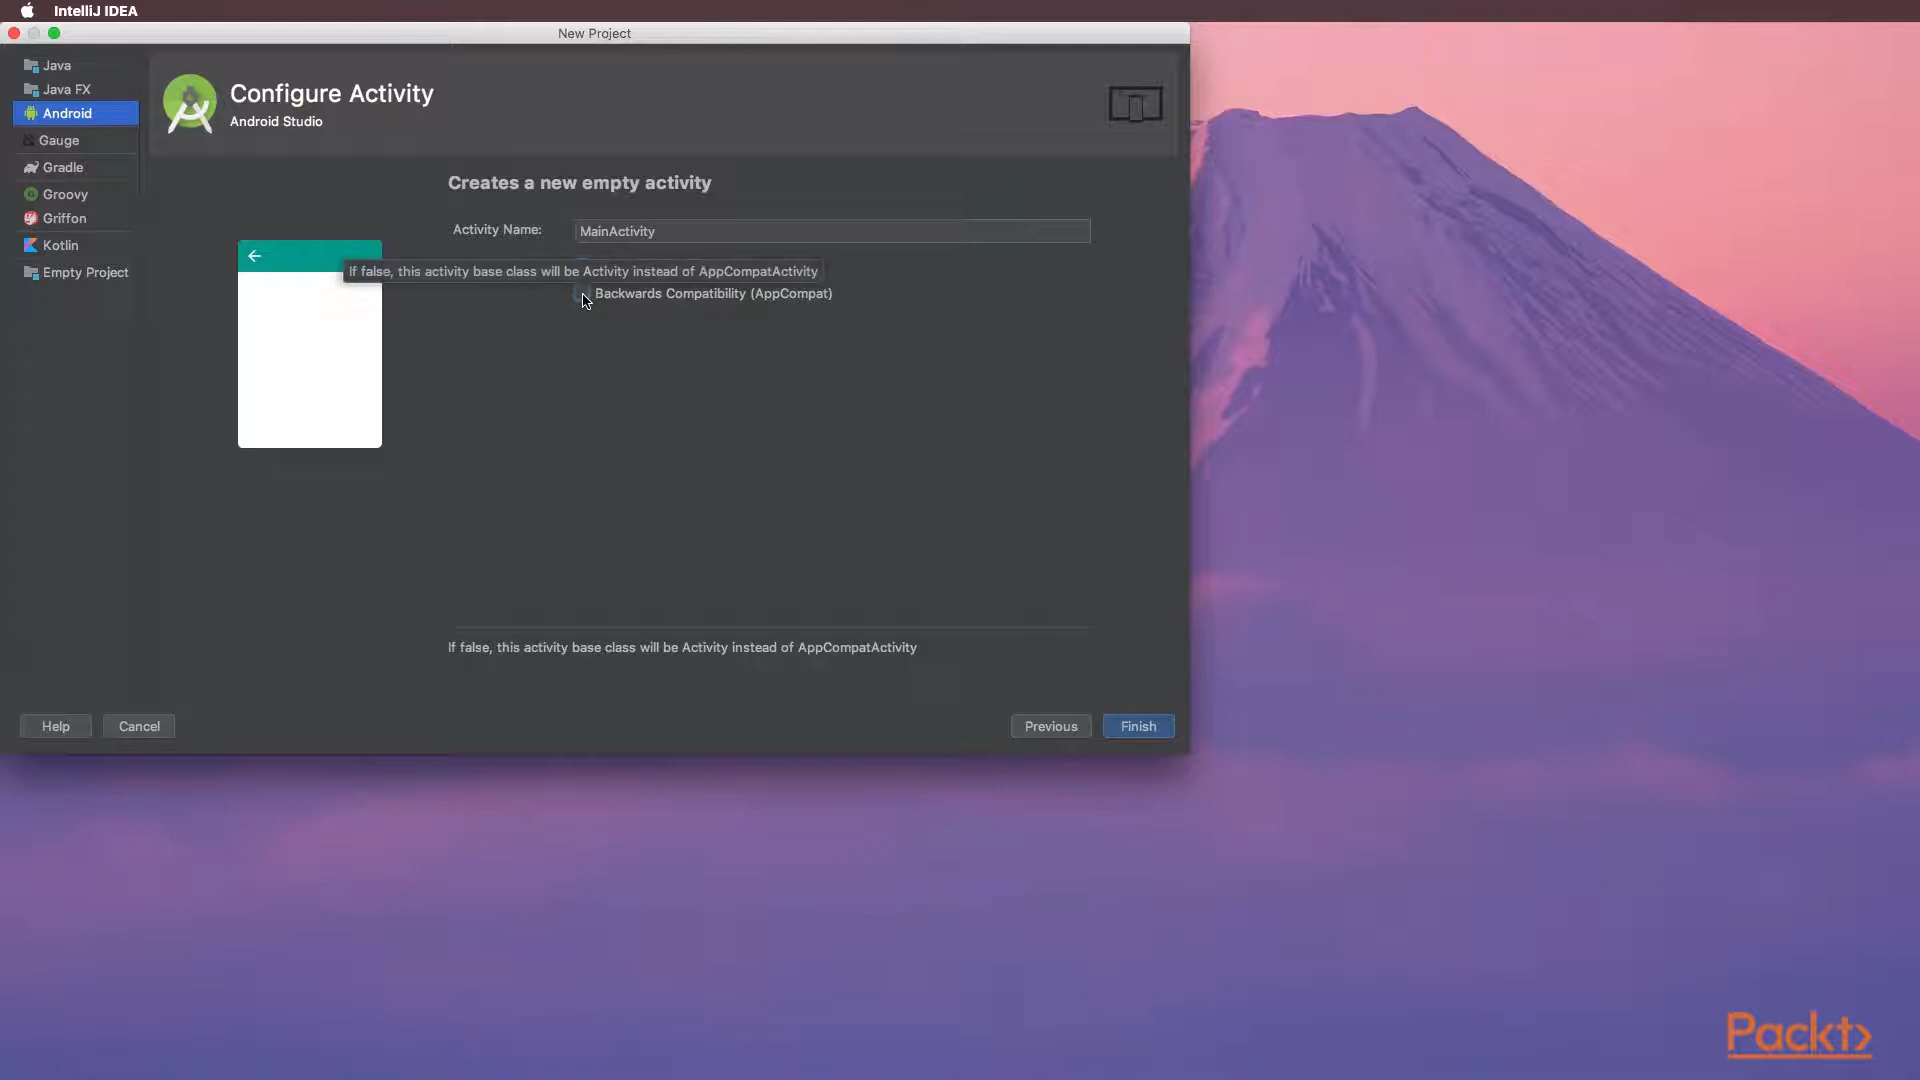 IntelliJ IDEA
New Project
Java
Java FX
Android
Gauge
Gradle
Groovy
Griffon
Kotlin
Empty Project
Configure Activity
Android Studio
Creates a new empty activity
Activity Name:
MainActivity
If false, this activity base class will be Activity instead of AppCompatActivity
Backwards Compatibility (AppCompat)
If false, this activity base class will be Activity instead of AppCompatActivity
Help
Cancel
Previous
Finish
Packt>